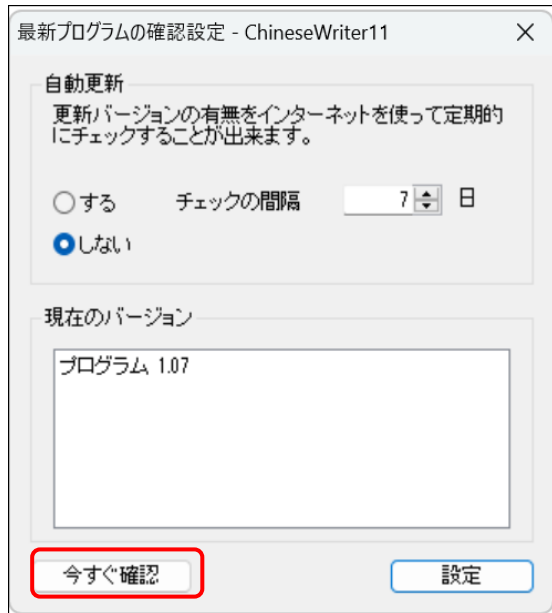 最新プログラムの確認設定 - ChineseWriter11
自動更新
更新バージョンの有無をインターネットを使って定期的
にチェックすることが出来ます。
する チェックの間隔 7 日
しない
現在のバージョン
プログラム 1.07
今すぐ確認 設定